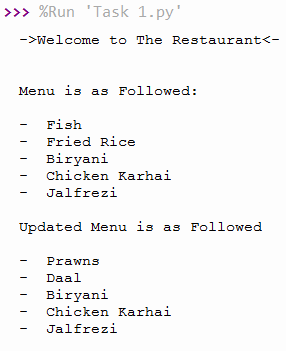 >>> %Run 'Task 1.py'
->Welcome to The Restaurant<-
Menu is as Followed:
- Fish
- Fried Rice
- Biryani
- Chicken Karhai
- Jalfrezi
Updated Menu is as Followed
- Prawns
- Daal
- Biryani
- Chicken Karhai
- Jalfrezi